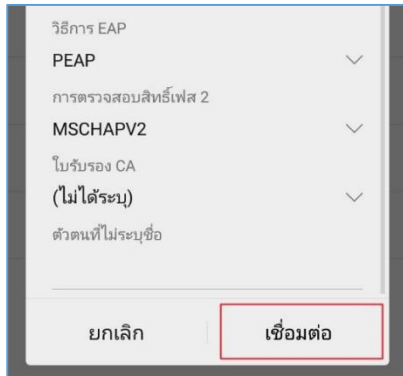 วิธีการ EAP
PEAP
การตรวจสอบสิทธิ์เฟส 2
MSCHAPV2
ใบรับรอง CA
(ไม่ได้ระบุ)
ตัวตนที่ไม่ระบุชื่อ
ยกเลิก เชื่อมต่อ